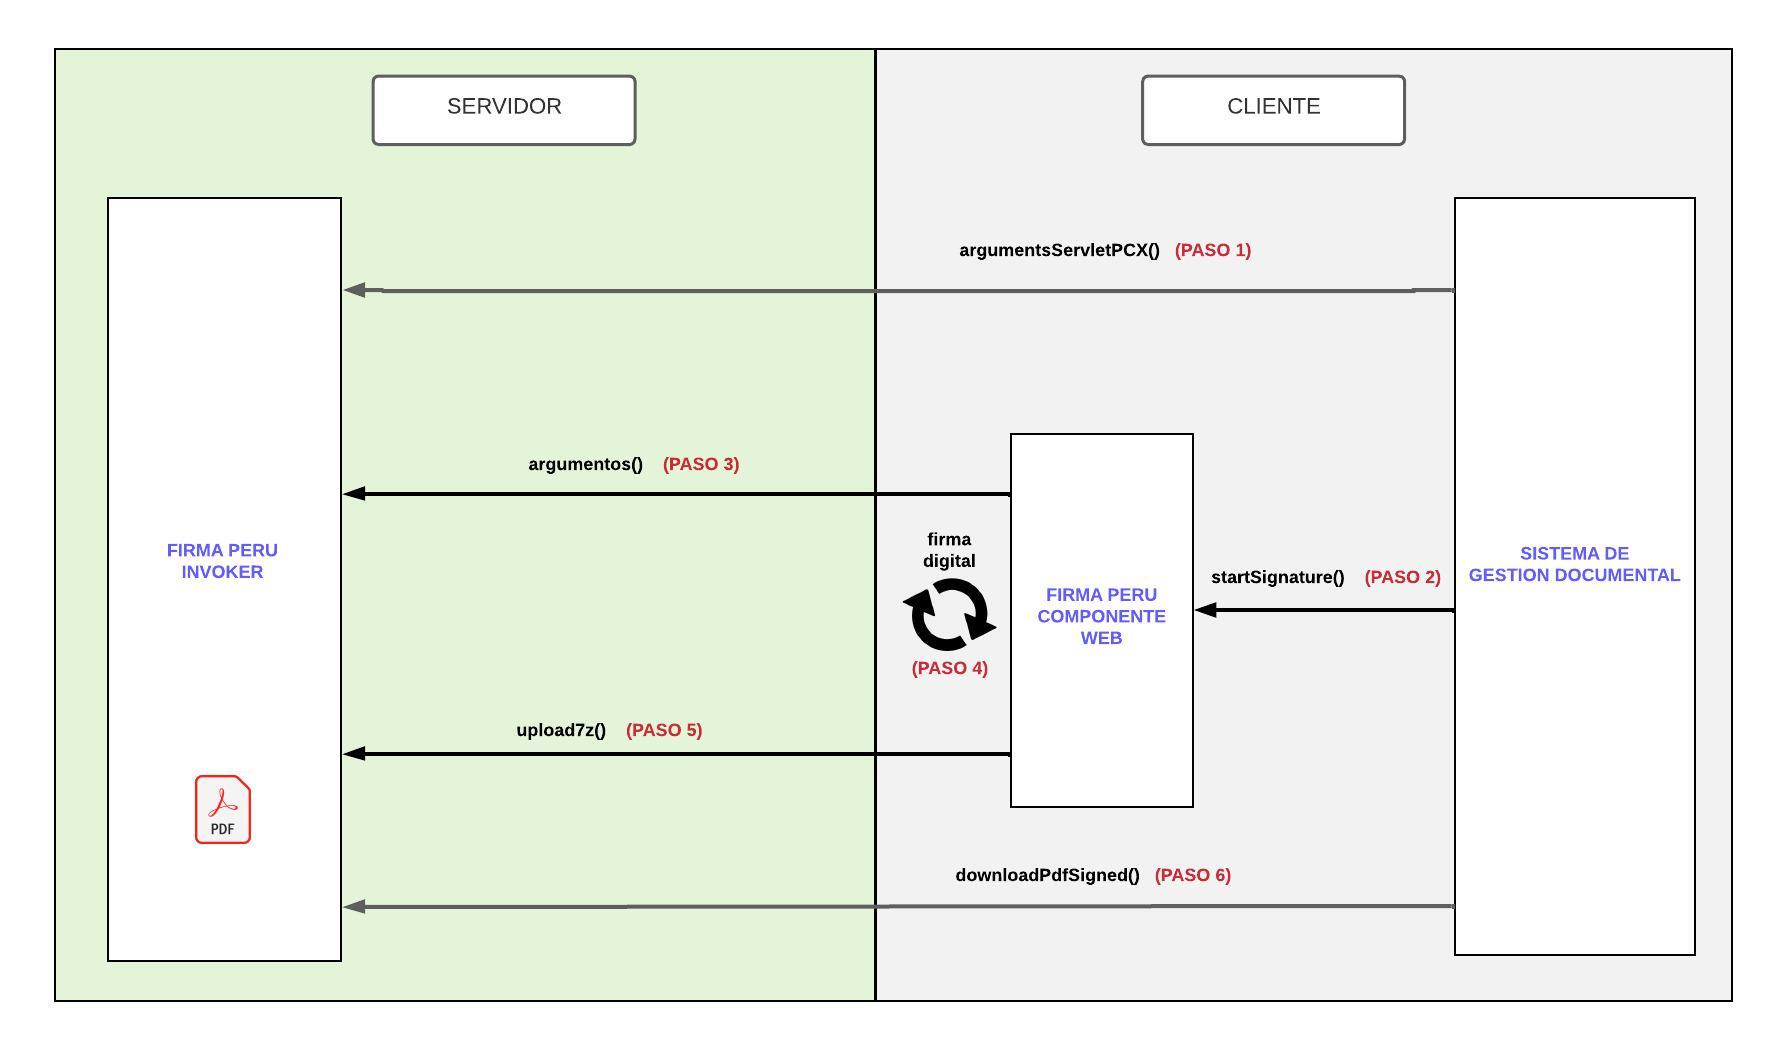 SERVIDOR
CLIENTE
argumentsServletPCX() (PASO 1)
argumentos() (PASO 3)
firma
digital
(PASO 4)
FIRMA PERU
INVOKER
FIRMA PERU
COMPONENTE
WEB
startSignature() (PASO 2)
SISTEMA DE
GESTION DOCUMENTAL
upload7z() (PASO 5)
PDF
downloadPdfSigned() (PASO 6)